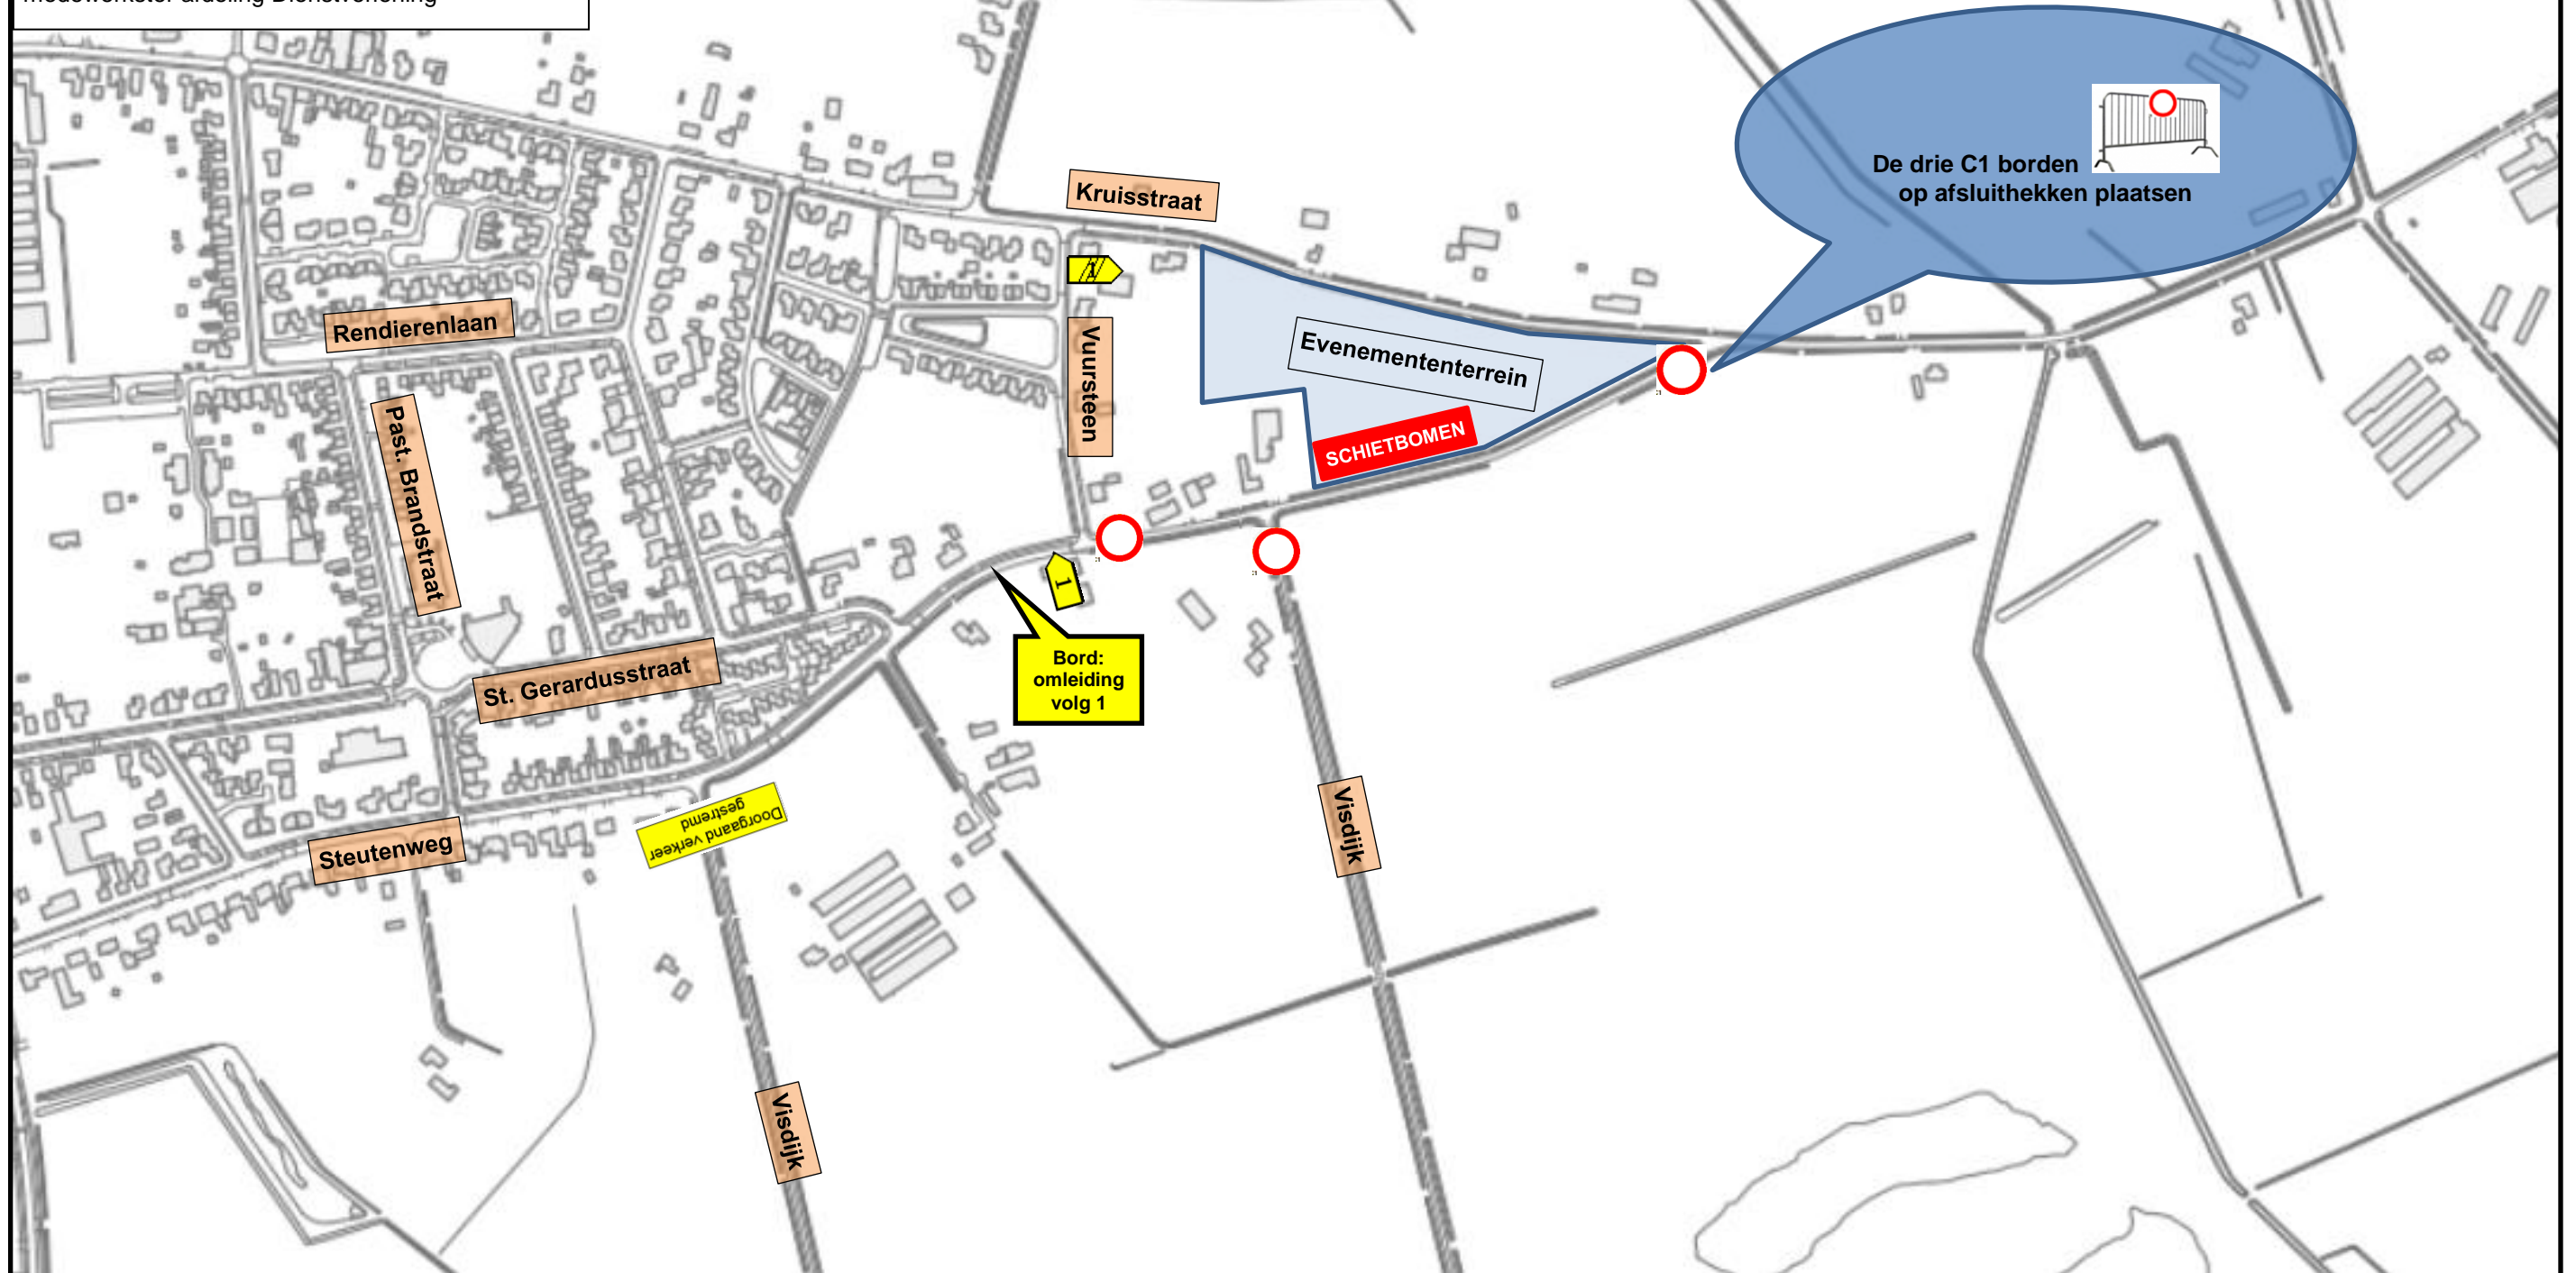 De drie C1 borden
op afsluithekken plaatsen
Kruisstraat
1
Rendierenlaan
Vuursteen
Evenemententerrein
SCHIETBOMEN
Past. Brandstraat
1
Bord:
omleiding
volg 1
St. Gerardusstraat
Doorgaand verkeer
gestremd
Steutenweg
Visdijk
Visdijk